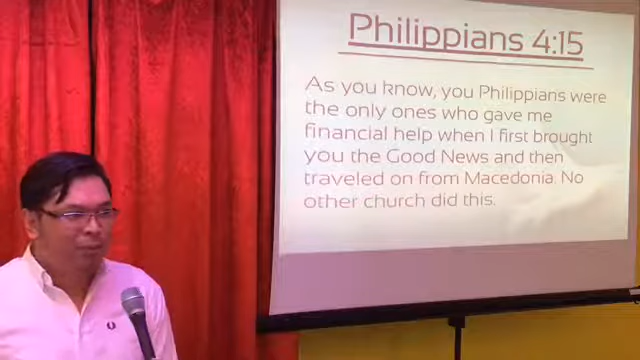 Philippians 4:15
As you know, you Philippians were
the only ones who gave me
financial help when I first brought
you the Good News and then
traveled on from Macedonia. No
other church did this.